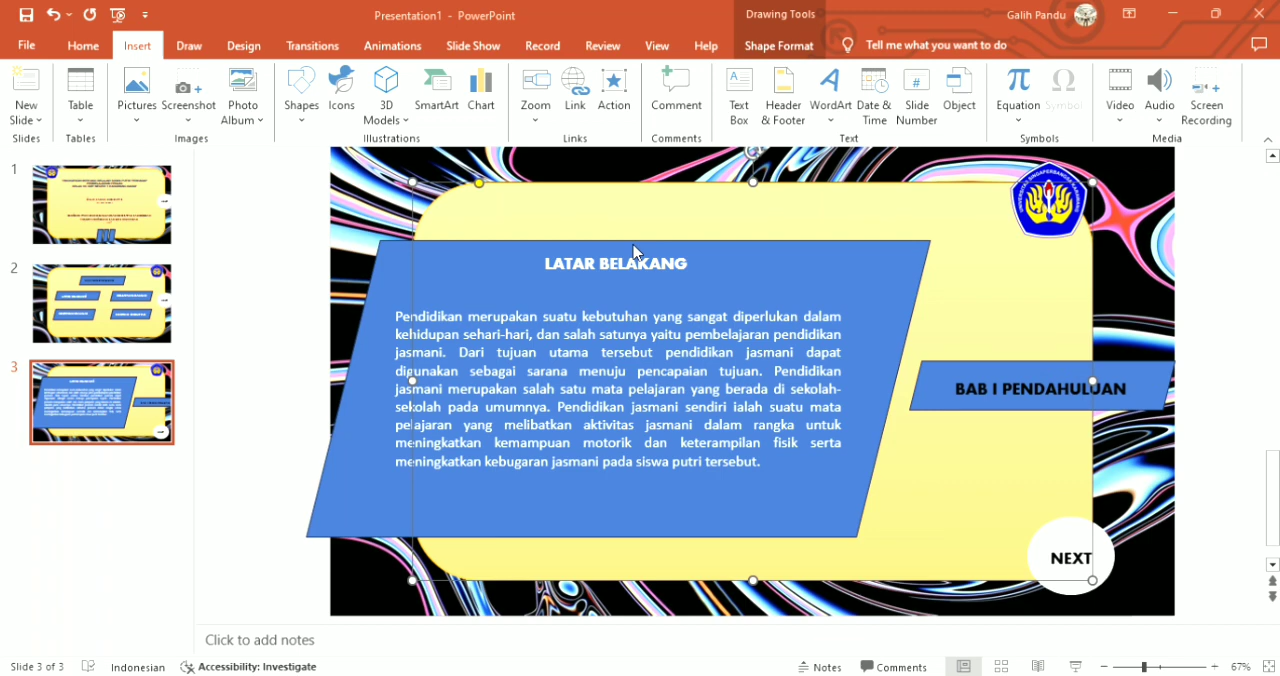 Presentation1 - PowerPoint
Drawing Tools
Galih Pandu
File Home Insert Draw Design Transitions Animations Slide Show Record Review View Help Shape Format Tell me what you want to do
New Slide
Table
Pictures
Screenshot
Photo Album
Shapes
Icons
3D Models
SmartArt
Chart
Zoom
Link
Action
Comment
Text Box
Header & Footer
WordArt
Date & Time
Slide Number
Object
Equation
Symbol
Video
Audio
Screen Recording
Slides Tables Images Illustrations Links Comments Text Symbols Media
1
2
3
LATAR BELAKANG
Pendidikan merupakan suatu kebutuhan yang sangat diperlukan dalam
kehidupan sehari-hari, dan salah satunya yaitu pembelajaran pendidikan
jasmani. Dari tujuan utama tersebut pendidikan jasmani dapat
digunakan sebagai sarana menuju pencapaian tujuan. Pendidikan
jasmani merupakan salah satu mata pelajaran yang berada di sekolah-
sekolah pada umumnya. Pendidikan jasmani sendiri ialah suatu mata
pelajaran yang melibatkan aktivitas jasmani dalam rangka untuk
meningkatkan kemampuan motorik dan keterampilan fisik serta
meningkatkan kebugaran jasmani pada siswa putri tersebut.
BAB I PENDAHULUAN
NEXT
Click to add notes
Slide 3 of 3 Indonesian Accessibility: Investigate Notes Comments 67%